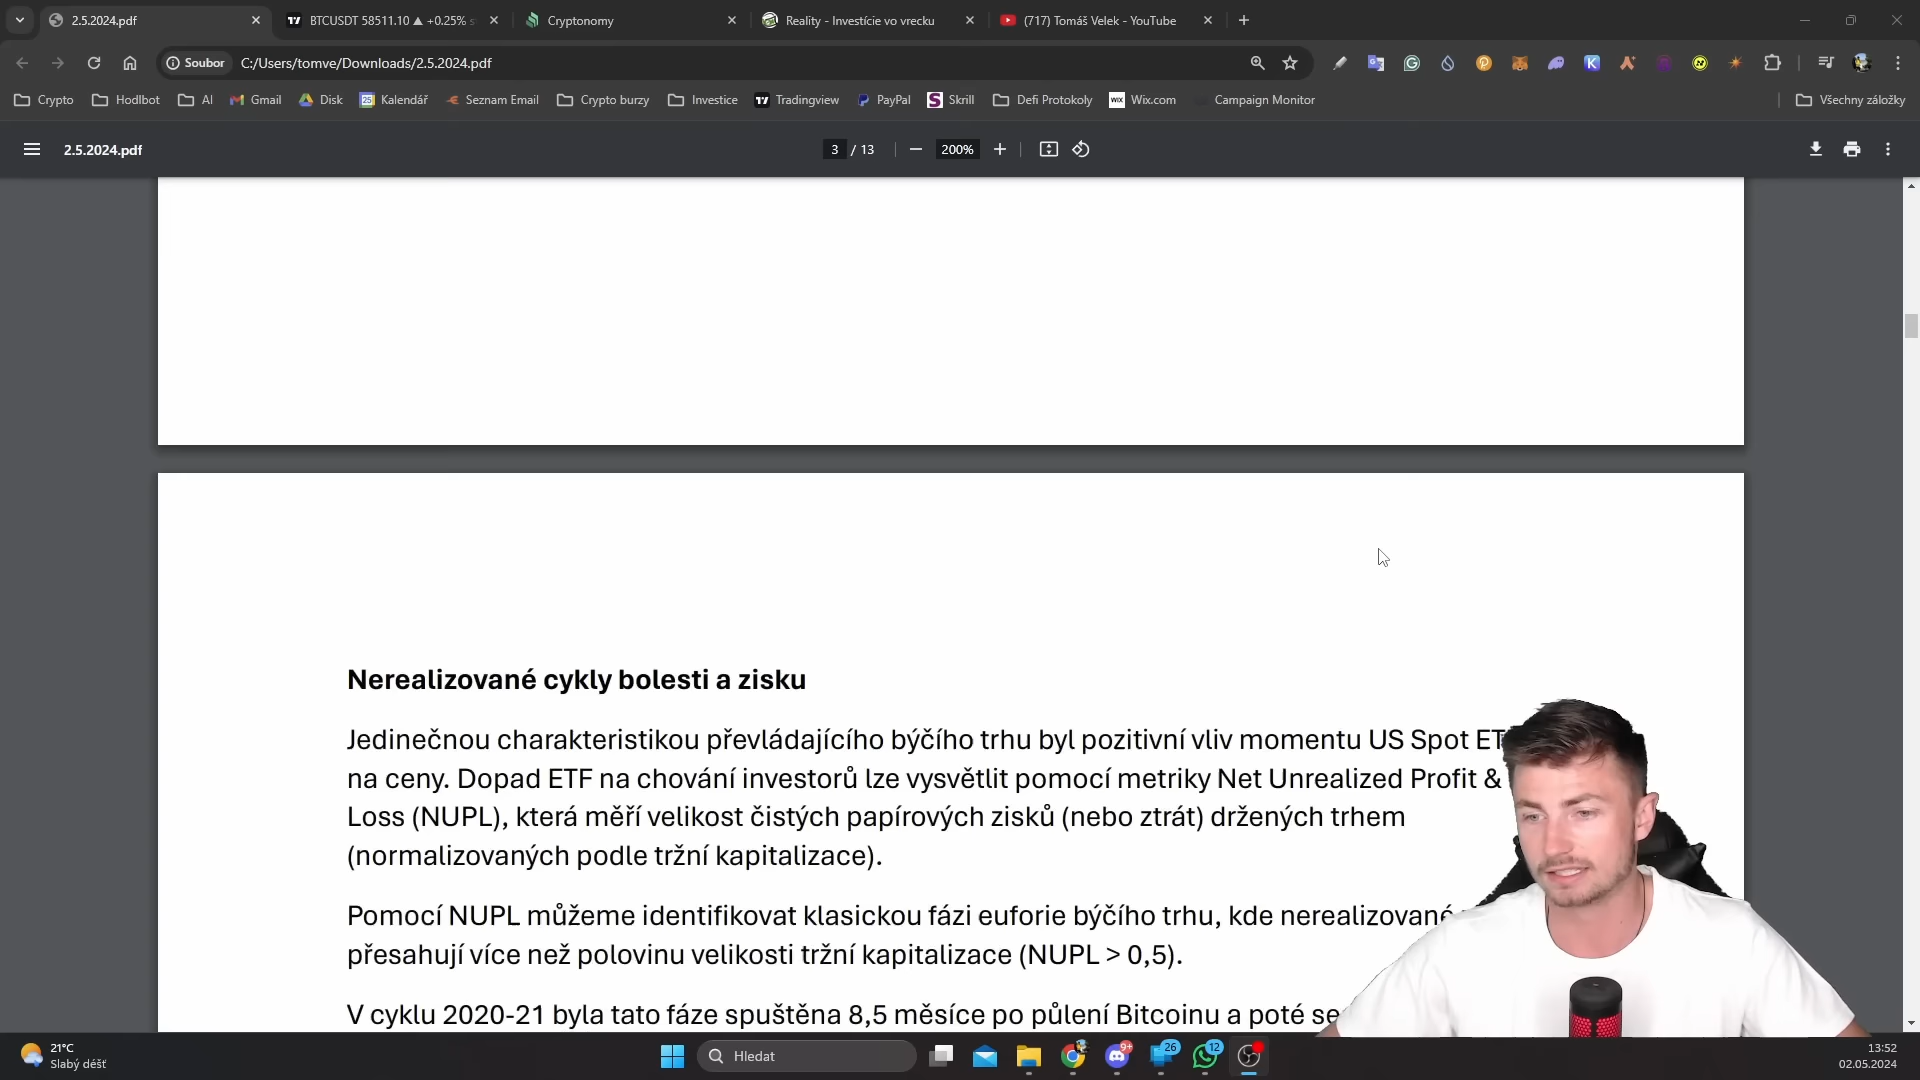 2.5.2024.pdf
BTCUSDT 58511.10 ▲ +0.25%
Cryptonomy
Reality - Investície vo vrecku
(717) Tomáš Velek - YouTube
Soubor
C:/Users/tomve/Downloads/2.5.2024.pdf
Crypto
Hodlbot
AI
Gmail
Disk
Kalendář
Seznam Email
Crypto burzy
Investice
Tradingview
PayPal
Skrill
Defi Protokoly
Wix.com
Campaign Monitor
Všechny záložky
2.5.2024.pdf
3 / 13
200%
Nerealizované cykly bolesti a zisku
Jedinečnou charakteristikou převládajícího býčího trhu byl pozitivní vliv momentu US Spot
na ceny. Dopad ETF na chování investorů lze vysvětlit pomocí metriky Net Unrealized Profit &
Loss (NUPL), která měří velikost čistých papírových zisků (nebo ztrát) držených trhem
(normalizovaných podle tržní kapitalizace).
Pomocí NUPL můžeme identifikovat klasickou fázi euforie býčího trhu, kde nerealizované
přesahují více než polovinu velikosti tržní kapitalizace (NUPL > 0,5).
V cyklu 2020-21 byla tato fáze spuštěna 8,5 měsíce po půlení Bitcoinu a poté se
21°C
Slabý déšť
Hledat
9+
26
12
13:52
02.05.2024